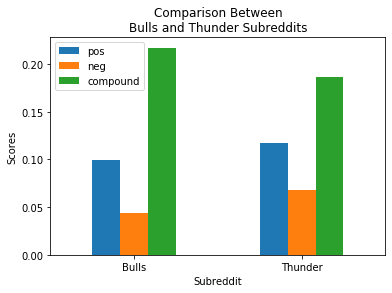 Comparison Between
Bulls and Thunder Subreddits
pos
neg
compound
0.20
0.15
0.10
0.05
0.00
Scores
Bulls
Thunder
Subreddit